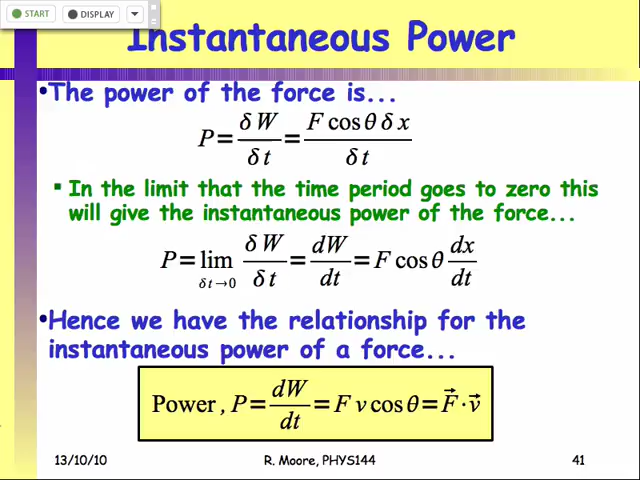 START
DISPLAY
Instantaneous Power
•The power of the force is...
P = δW/δt = F cosθ δx/δt
▪ In the limit that the time period goes to zero this
will give the instantaneous power of the force...
P = lim δt→0 δW/δt = dW/dt = F cosθ dx/dt
•Hence we have the relationship for the
instantaneous power of a force...
Power, P = dW/dt = F v cosθ = F⃗·v⃗
13/10/10
R. Moore, PHYS144
41